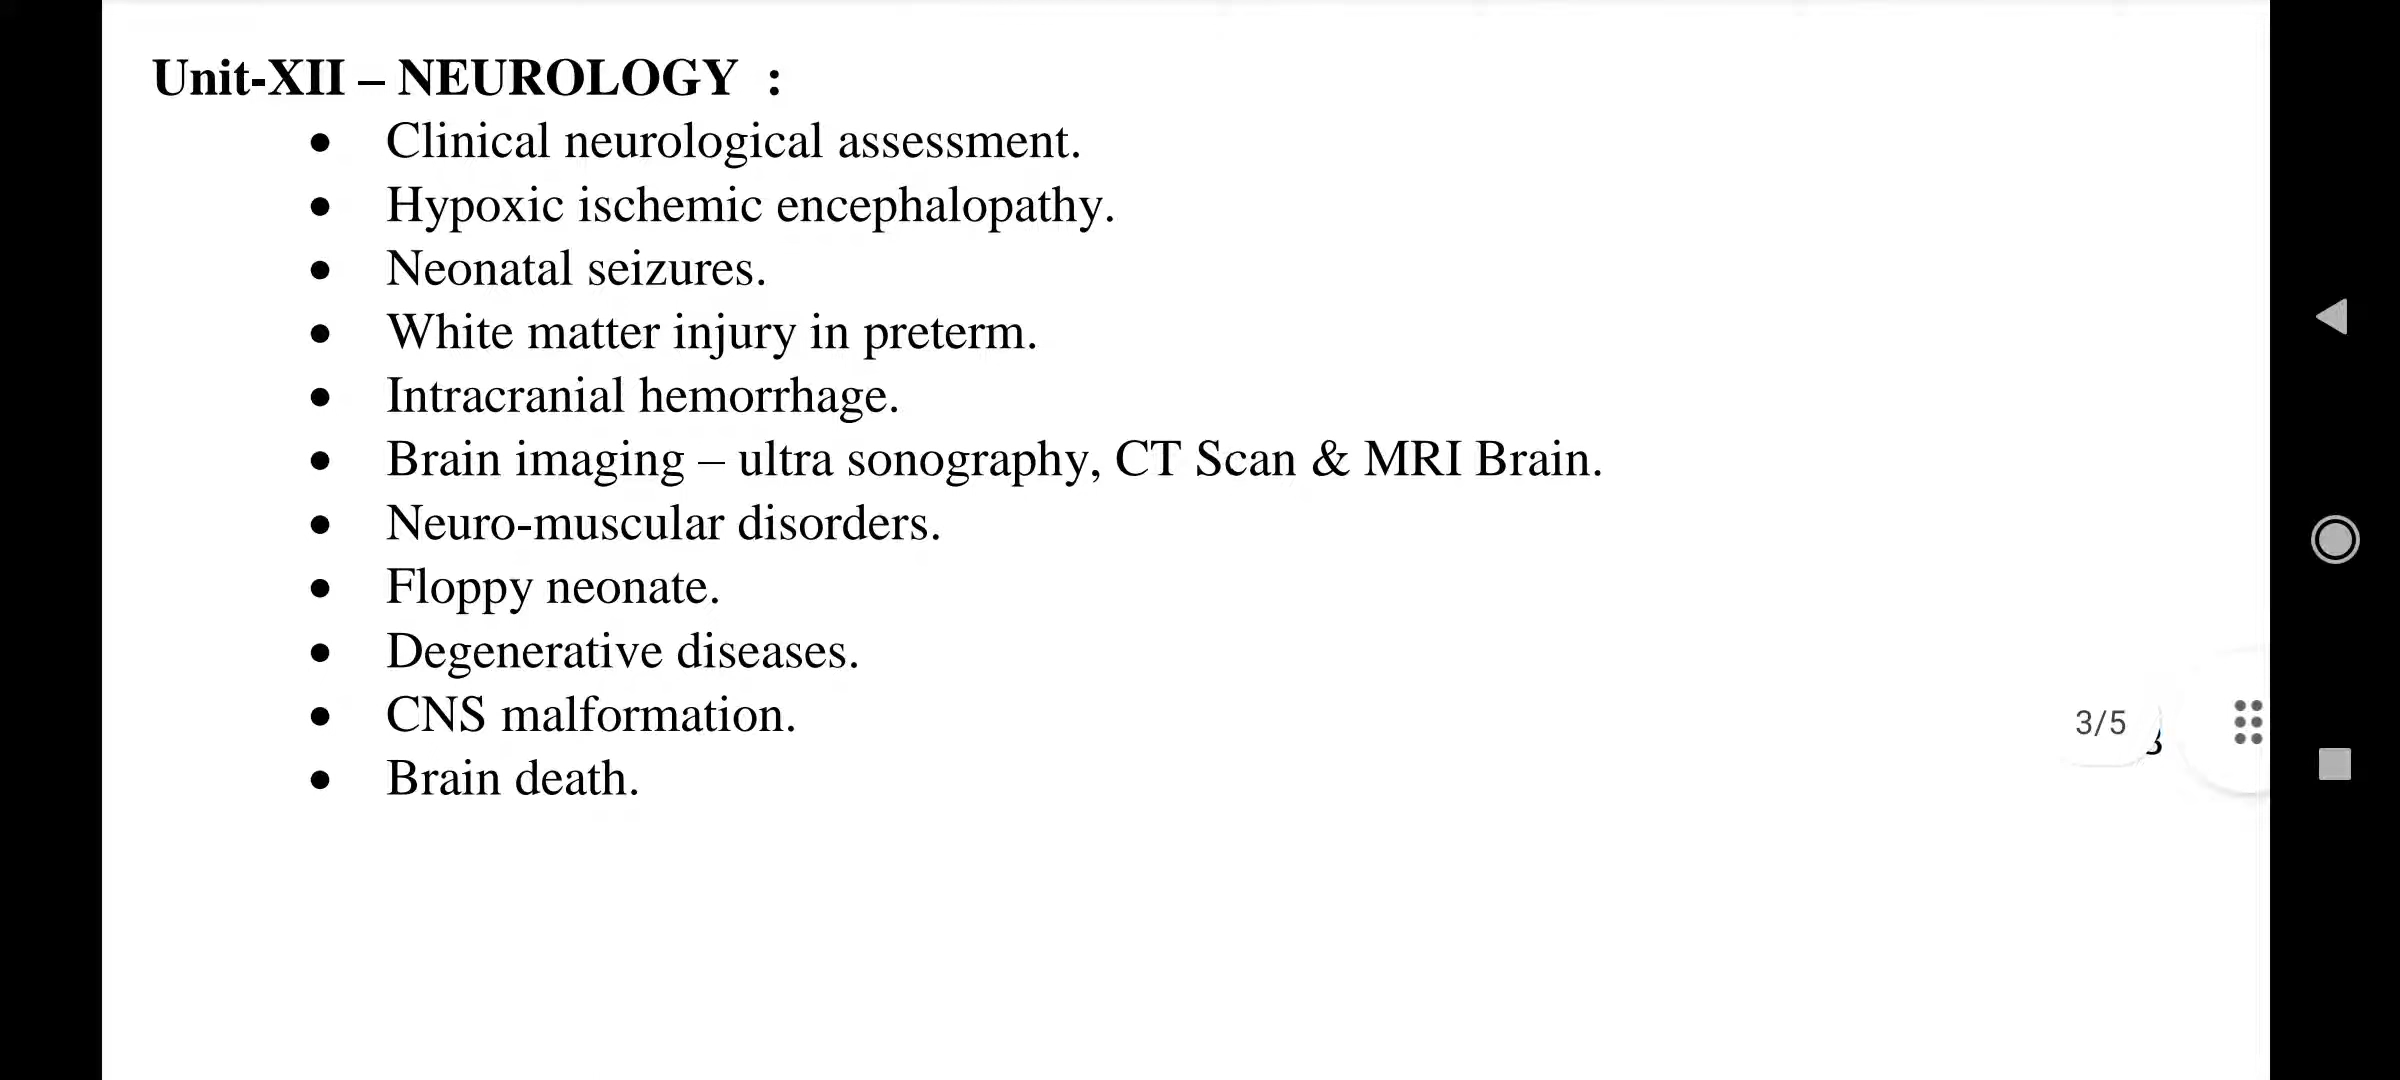 Unit-XII – NEUROLOGY :
• Clinical neurological assessment.
• Hypoxic ischemic encephalopathy.
• Neonatal seizures.
• White matter injury in preterm.
• Intracranial hemorrhage.
• Brain imaging – ultra sonography, CT Scan & MRI Brain.
• Neuro-muscular disorders.
• Floppy neonate.
• Degenerative diseases.
• CNS malformation.
• Brain death.
3/5